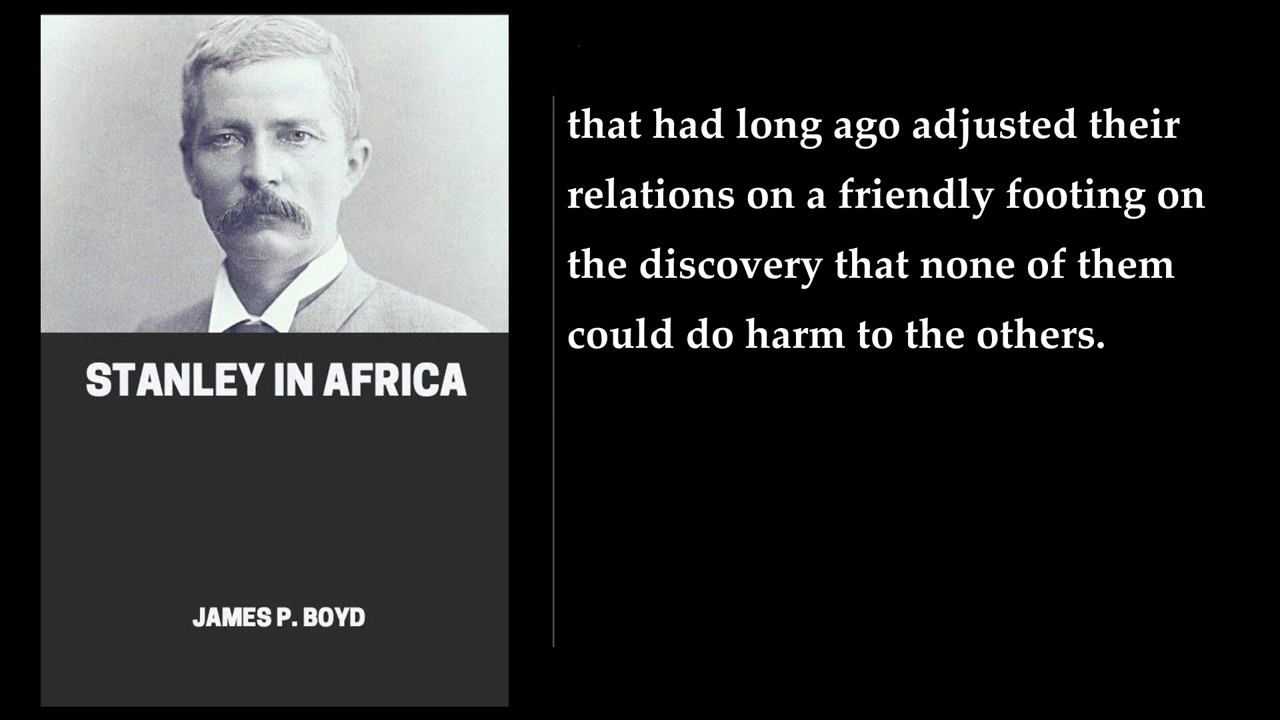 STANLEY IN AFRICA
JAMES P. BOYD
that had long ago adjusted their
relations on a friendly footing on
the discovery that none of them
could do harm to the others.